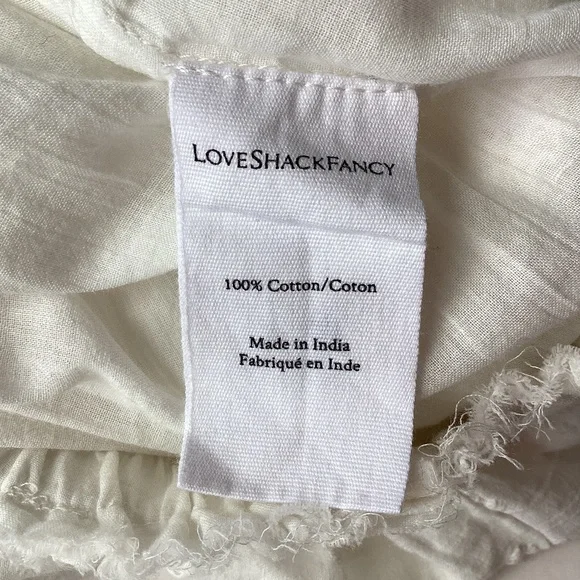 LOVESHACKFANCY
100% Cotton/Coton
Made in India
Fabriqué en Inde